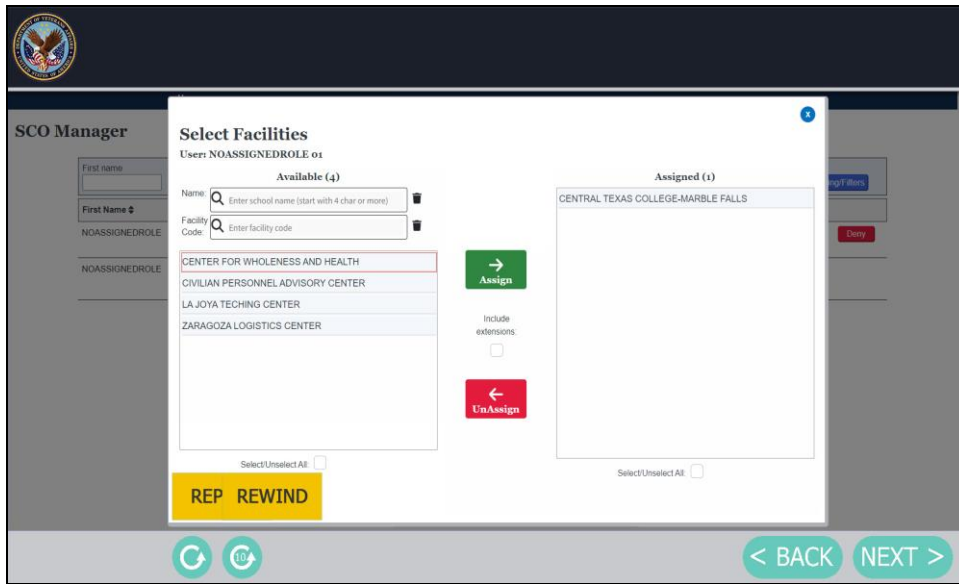 SCO Manager
First name
ng/Filters
First Name
NOASSIGNEDROLE
Deny
NOASSIGNEDROLE
x
Select Facilities
User: NOASSIGNEDROLE 01
Available (4)
Name:
Enter school name (start with 4 char or more)
Facility
Code:
Enter facility code
CENTER FOR WHOLENESS AND HEALTH
CIVILIAN PERSONNEL ADVISORY CENTER
LA JOYA TECHING CENTER
ZARAGOZA LOGISTICS CENTER
Select/Unselect All:
Assign
Include
extensions:
UnAssign
Assigned (1)
CENTRAL TEXAS COLLEGE-MARBLE FALLS
Select/Unselect All:
REP REWIND
10
< BACK
NEXT >